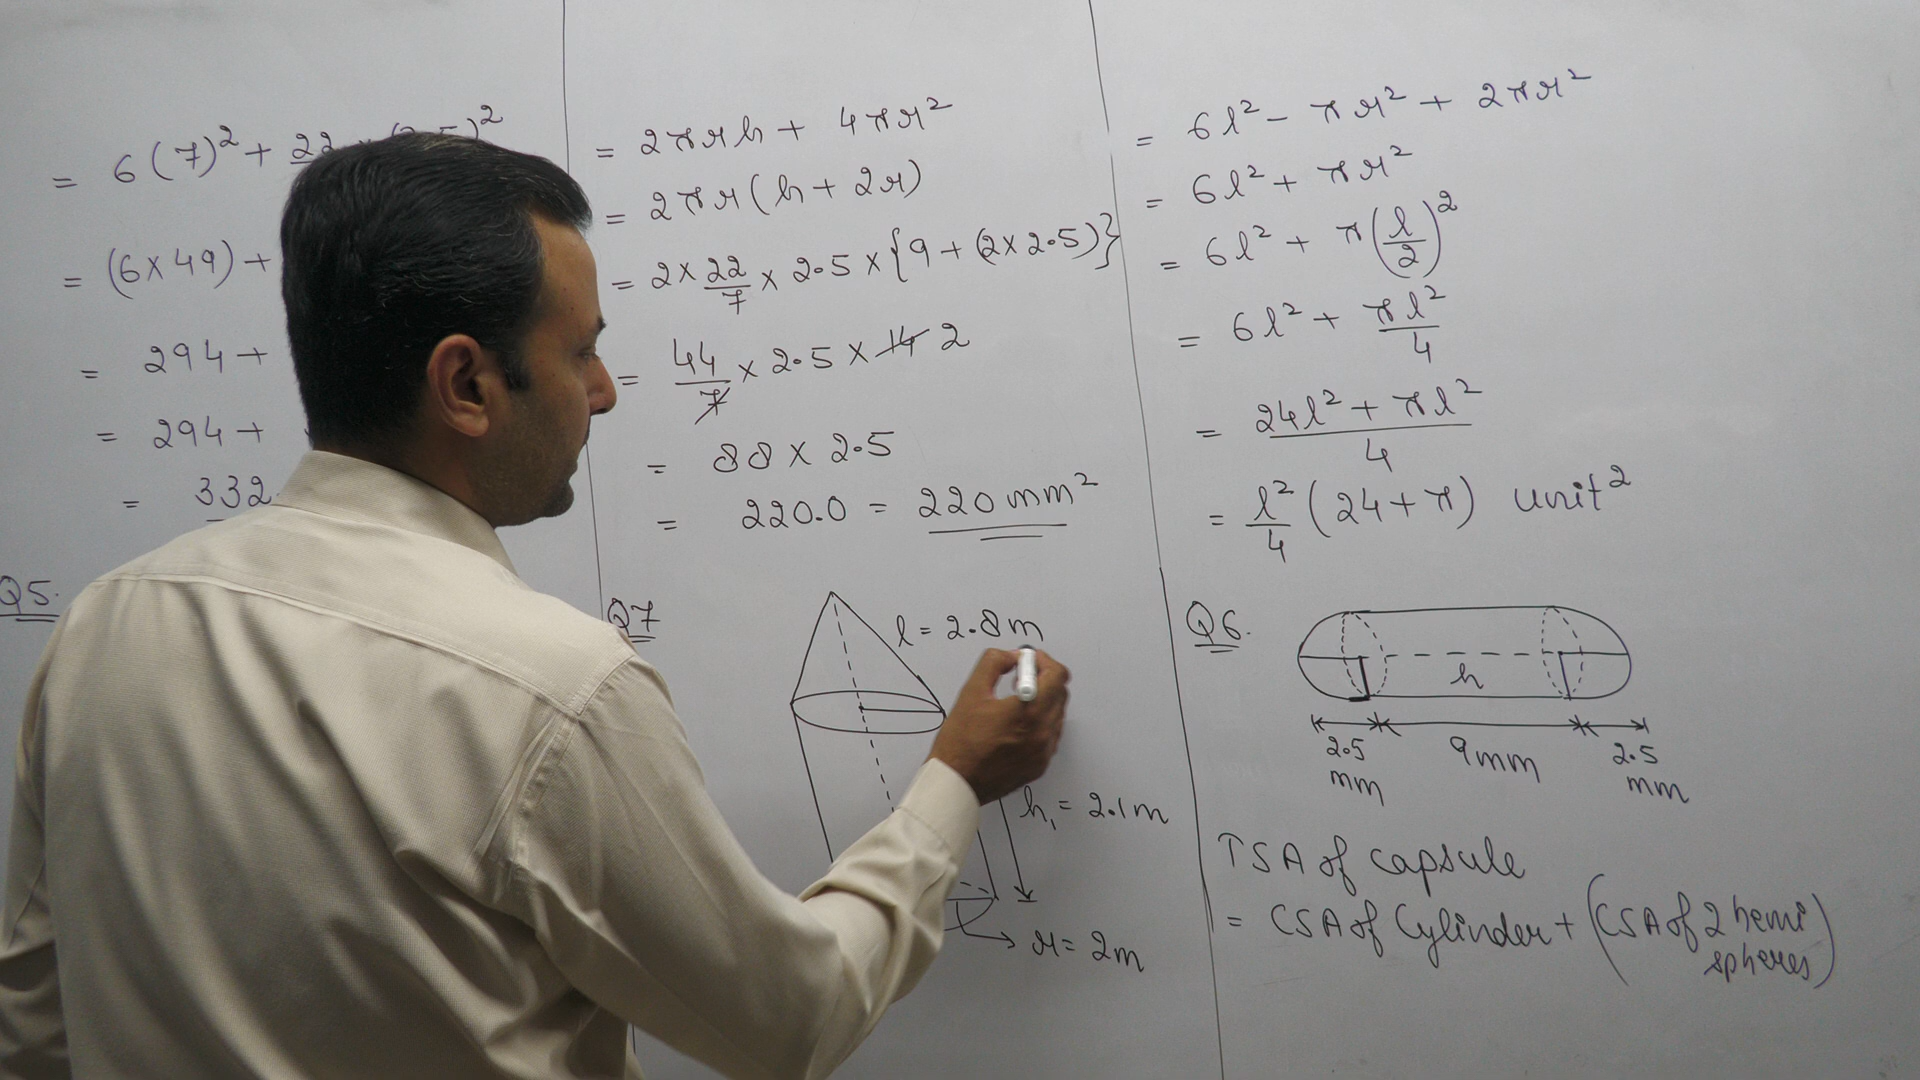 = 6(7)² + 22
= (6×49) +
= 294 +
= 294 +
= 332
Q5.
= 2πrh + 4πr²
= 2πr(h + 2r)
= 2 × 22/7 × 2.5 × {9 + (2×2.5)}
= 44/7 × 2.5 × 14 2
= 88 × 2.5
= 220.0 = 220 mm²
Q7
l = 2.8m
h₁ = 2.1m
r = 2m
= 6l² - πr² + 2πr²
= 6l² + πr²
= 6l² + π(l/2)²
= 6l² + πl²/4
= 24l² + πl²/4
= l²/4 (24 + π) unit²
Q6.
h
2.5 mm
9mm
2.5 mm
TSA of capsule
= CSA of Cylinder + (CSA of 2 hemi
spheres)